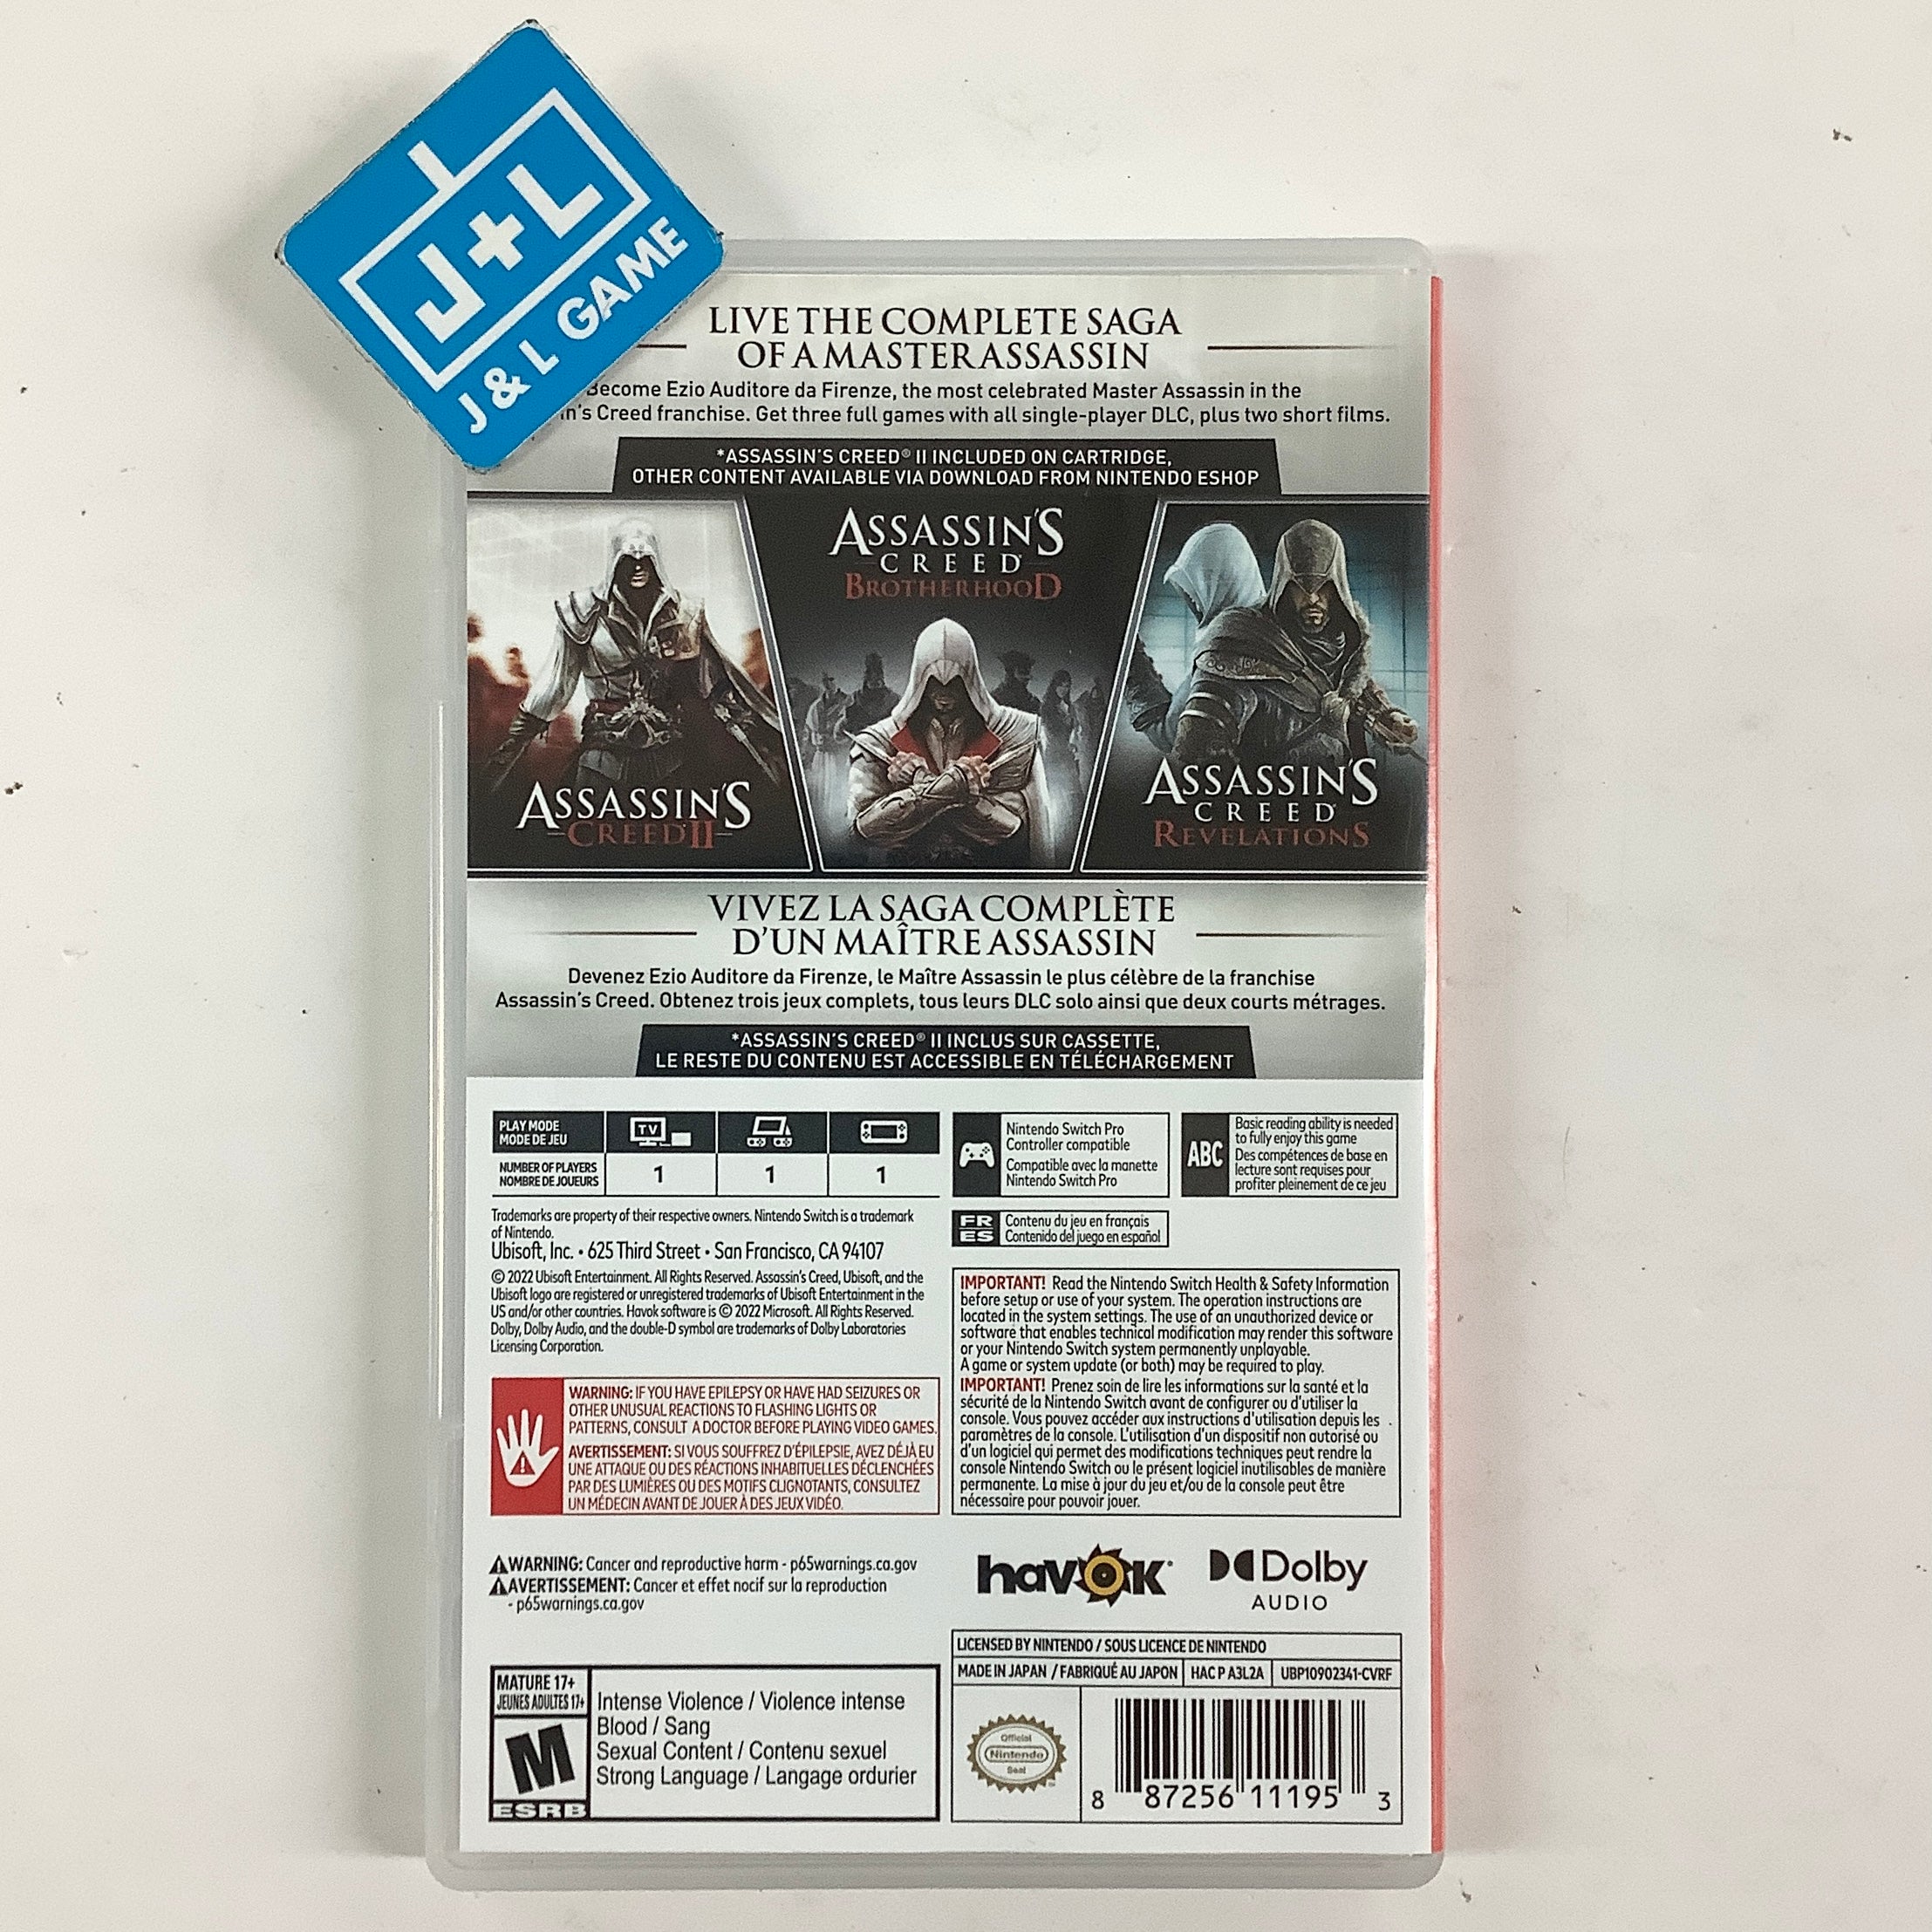 J+L
J & L GAME
LIVE THE COMPLETE SAGA
OF A MASTER ASSASSIN
Become Ezio Auditore da Firenze, the most celebrated Master Assassin in the
Creed franchise. Get three full games with all single-player DLC, plus two short films.
*ASSASSIN'S CREED® II INCLUDED ON CARTRIDGE,
OTHER CONTENT AVAILABLE VIA DOWNLOAD FROM NINTENDO ESHOP
ASSASSIN'S
CREED II
ASSASSIN'S
CREED
BROTHERHOOD
ASSASSIN'S
CREED
REVELATIONS
VIVEZ LA SAGA COMPLÈTE
D'UN MAÎTRE ASSASSIN
Devenez Ezio Auditore da Firenze, le Maître Assassin le plus célèbre de la franchise
Assassin's Creed. Obtenez trois jeux complets, tous leurs DLC solo ainsi que deux courts métrages.
*ASSASSIN'S CREED® II INCLUS SUR CASSETTE,
LE RESTE DU CONTENU EST ACCESSIBLE EN TÉLÉCHARGEMENT
PLAY MODE
MODE DE JEU
TV
NUMBER OF PLAYERS
NOMBRE DE JOUEURS
1 1 1
Nintendo Switch Pro
Controller compatible
Compatible avec la manette
Nintendo Switch Pro
ABC
Basic reading ability is needed
to fully enjoy this game
Des compétences de base en
lecture sont requises pour
profiter pleinement de ce jeu
FR
ES
Contenu du jeu en français
Contenido del juego en español
Trademarks are property of their respective owners. Nintendo Switch is a trademark
of Nintendo.
Ubisoft, Inc. • 625 Third Street • San Francisco, CA 94107
© 2022 Ubisoft Entertainment. All Rights Reserved. Assassin's Creed, Ubisoft, and the
Ubisoft logo are registered or unregistered trademarks of Ubisoft Entertainment in the
US and/or other countries. Havok software is © 2022 Microsoft. All Rights Reserved.
Dolby, Dolby Audio, and the double-D symbol are trademarks of Dolby Laboratories
Licensing Corporation.
WARNING: IF YOU HAVE EPILEPSY OR HAVE HAD SEIZURES OR
OTHER UNUSUAL REACTIONS TO FLASHING LIGHTS OR
PATTERNS, CONSULT A DOCTOR BEFORE PLAYING VIDEO GAMES.
AVERTISSEMENT: SI VOUS SOUFFREZ D'ÉPILEPSIE, AVEZ DÉJÀ EU
UNE ATTAQUE OU DES RÉACTIONS INHABITUELLES DÉCLENCHÉES
PAR DES LUMIÈRES OU DES MOTIFS CLIGNOTANTS, CONSULTEZ
UN MÉDECIN AVANT DE JOUER À DES JEUX VIDÉO.
IMPORTANT! Read the Nintendo Switch Health & Safety Information
before setup or use of your system. The operation instructions are
located in the system settings. The use of an unauthorized device or
software that enables technical modification may render this software
or your Nintendo Switch system permanently unplayable.
A game or system update (or both) may be required to play.
IMPORTANT! Prenez soin de lire les informations sur la santé et la
sécurité de la Nintendo Switch avant de configurer ou d'utiliser la
console. Vous pouvez accéder aux instructions d'utilisation depuis les
paramètres de la console. L'utilisation d'un dispositif non autorisé ou
d'un logiciel qui permet des modifications techniques peut rendre la
console Nintendo Switch ou le présent logiciel inutilisables de manière
permanente. La mise à jour du jeu et/ou de la console peut être
nécessaire pour pouvoir jouer.
WARNING: Cancer and reproductive harm - p65warnings.ca.gov
AVERTISSEMENT: Cancer et effet nocif sur la reproduction
- p65warnings.ca.gov
havok
Dolby
AUDIO
MATURE 17+
JEUNES ADULTES 17+
M
ESRB
Intense Violence / Violence intense
Blood / Sang
Sexual Content / Contenu sexuel
Strong Language / Langage ordurier
LICENSED BY NINTENDO / SOUS LICENCE DE NINTENDO
MADE IN JAPAN / FABRIQUÉ AU JAPON HAC P A3L2A UBP10902341-CVRF
Official
Nintendo
Seal
8 87256 11195 3